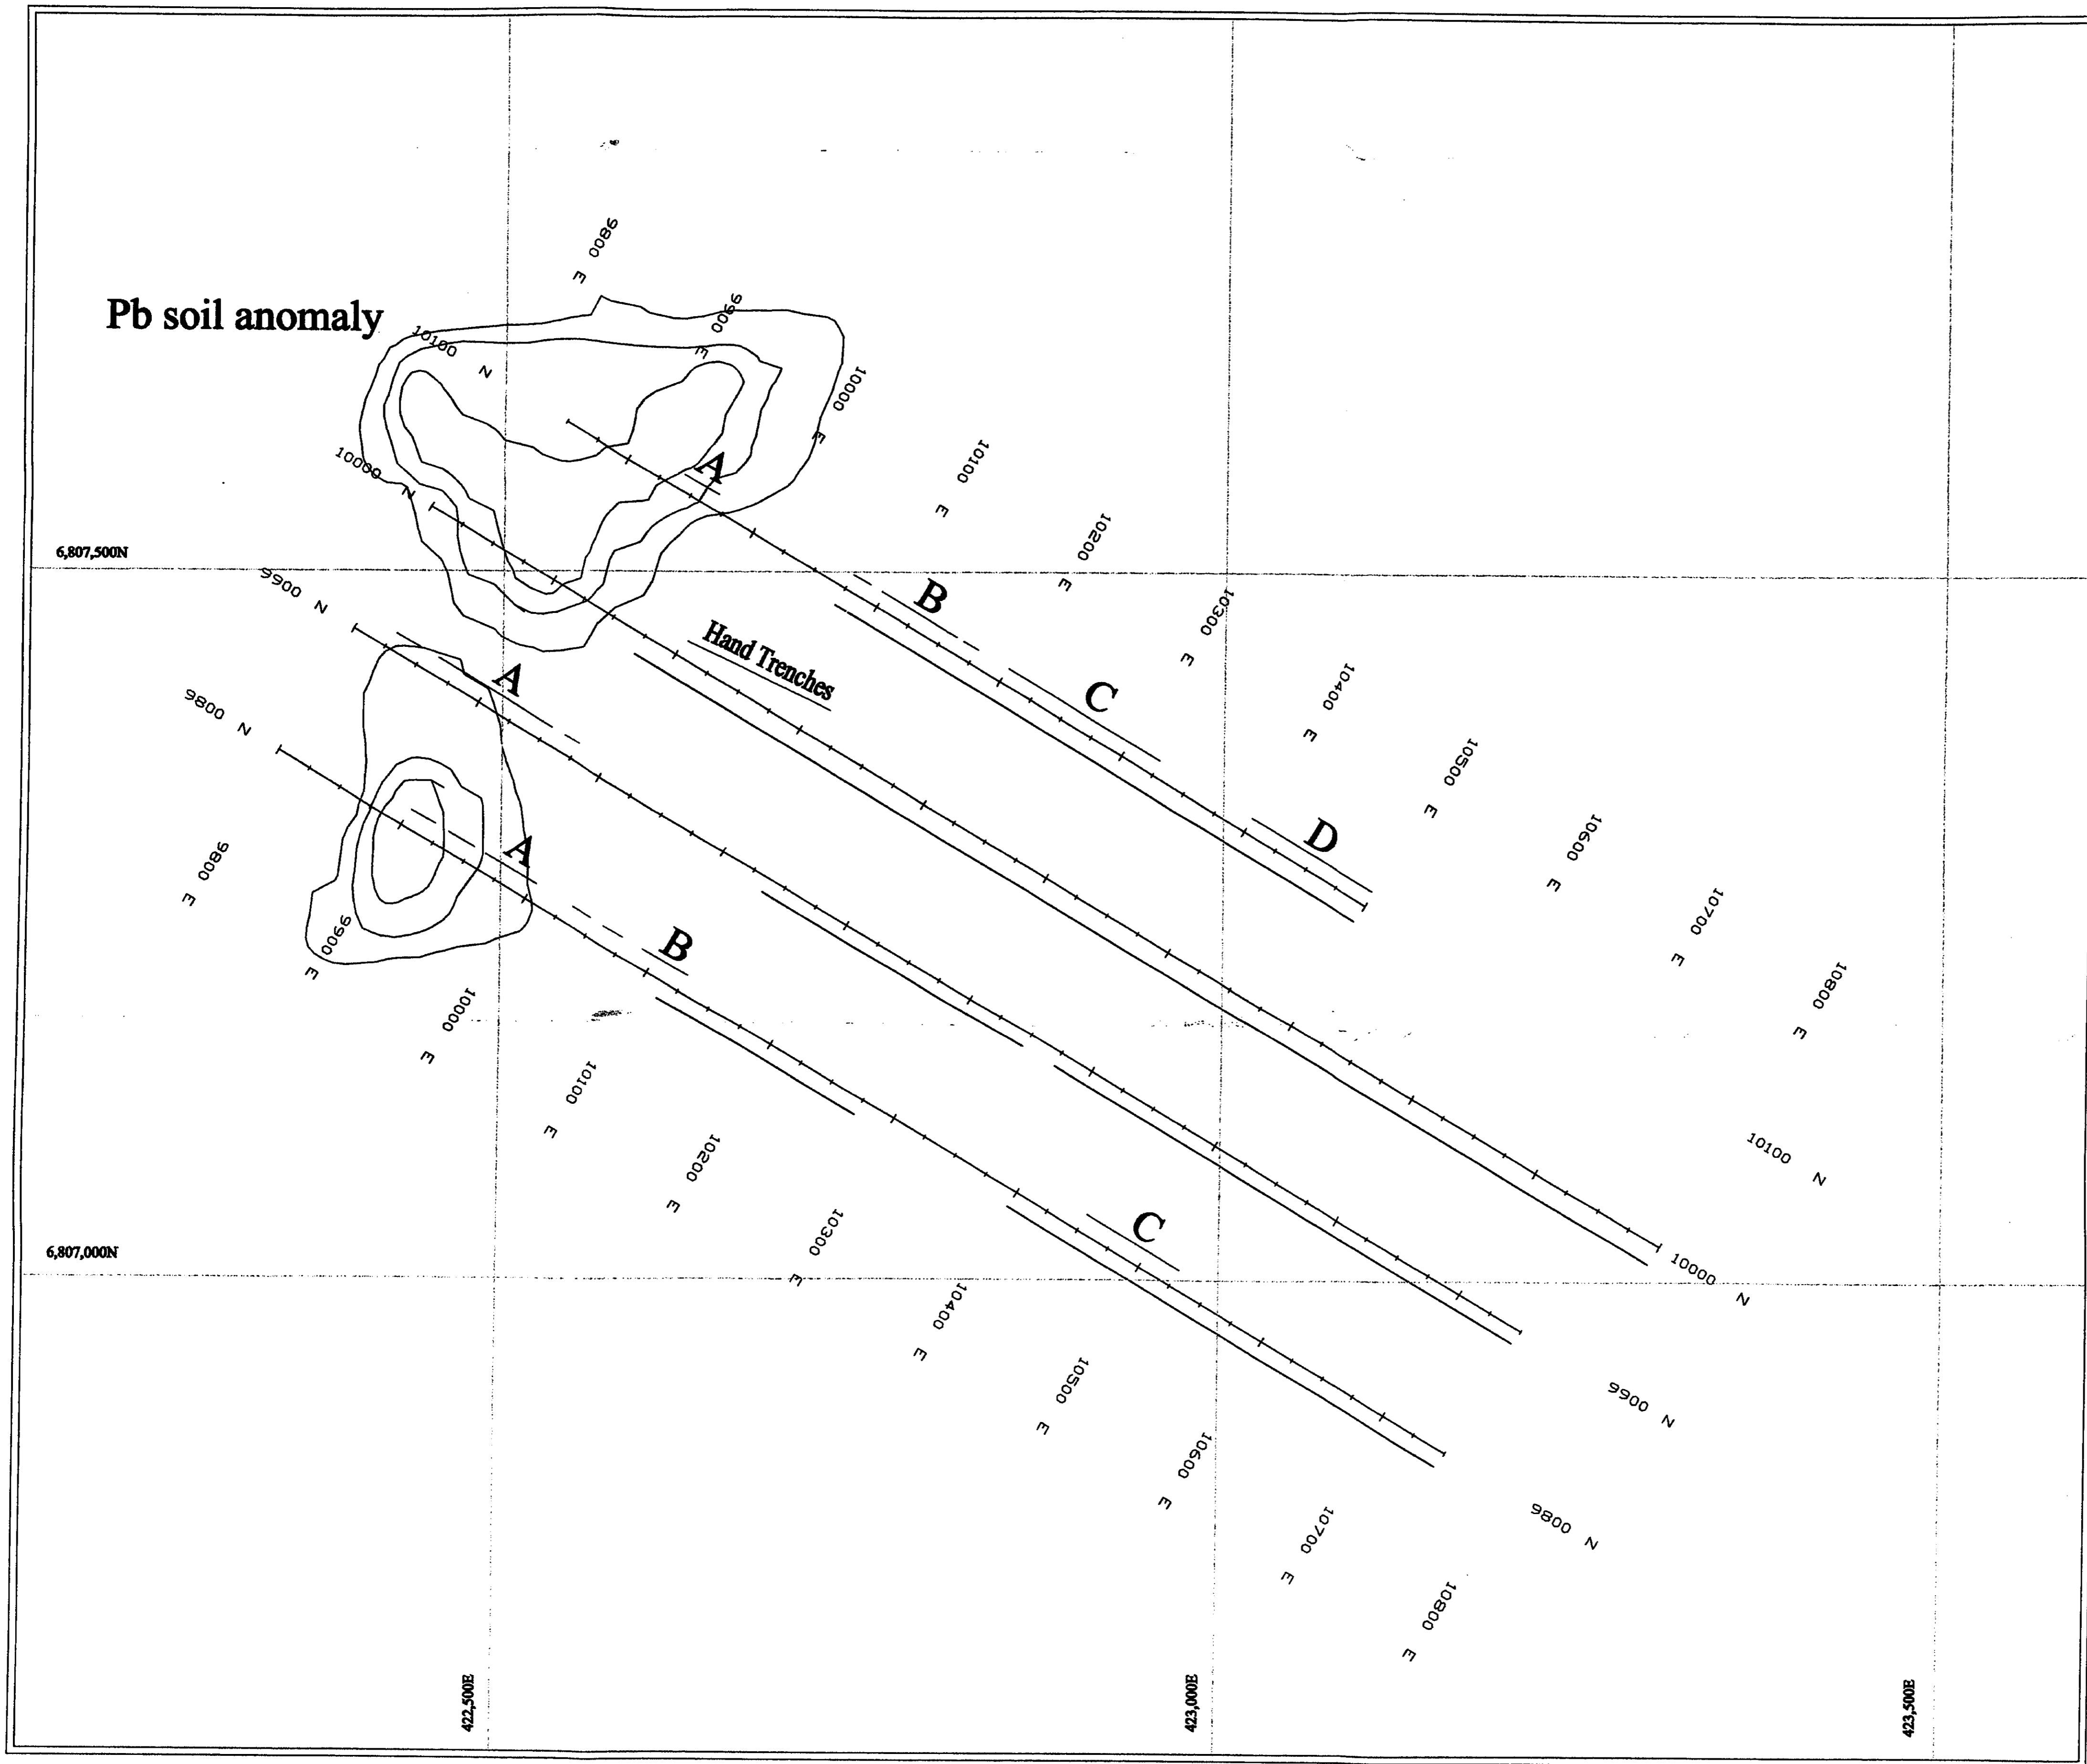 9800 E
Pb soil anomaly
9900 E
10100 N
10000 E
10000 N
A
10100 E
10200 E
6,807,500N
9900 N
B
10300 E
Hand Trenches
A
C
10400 E
9800 N
10500 E
A
D
10600 E
9800 E
9900 E
B
10700 E
10000 E
10800 E
10100 E
10200 E
10100 N
10300 E
C
6,807,000N
10000 N
10400 E
10500 E
9900 N
10600 E
9800 N
10700 E
10800 E
422,500E
423,000E
423,500E